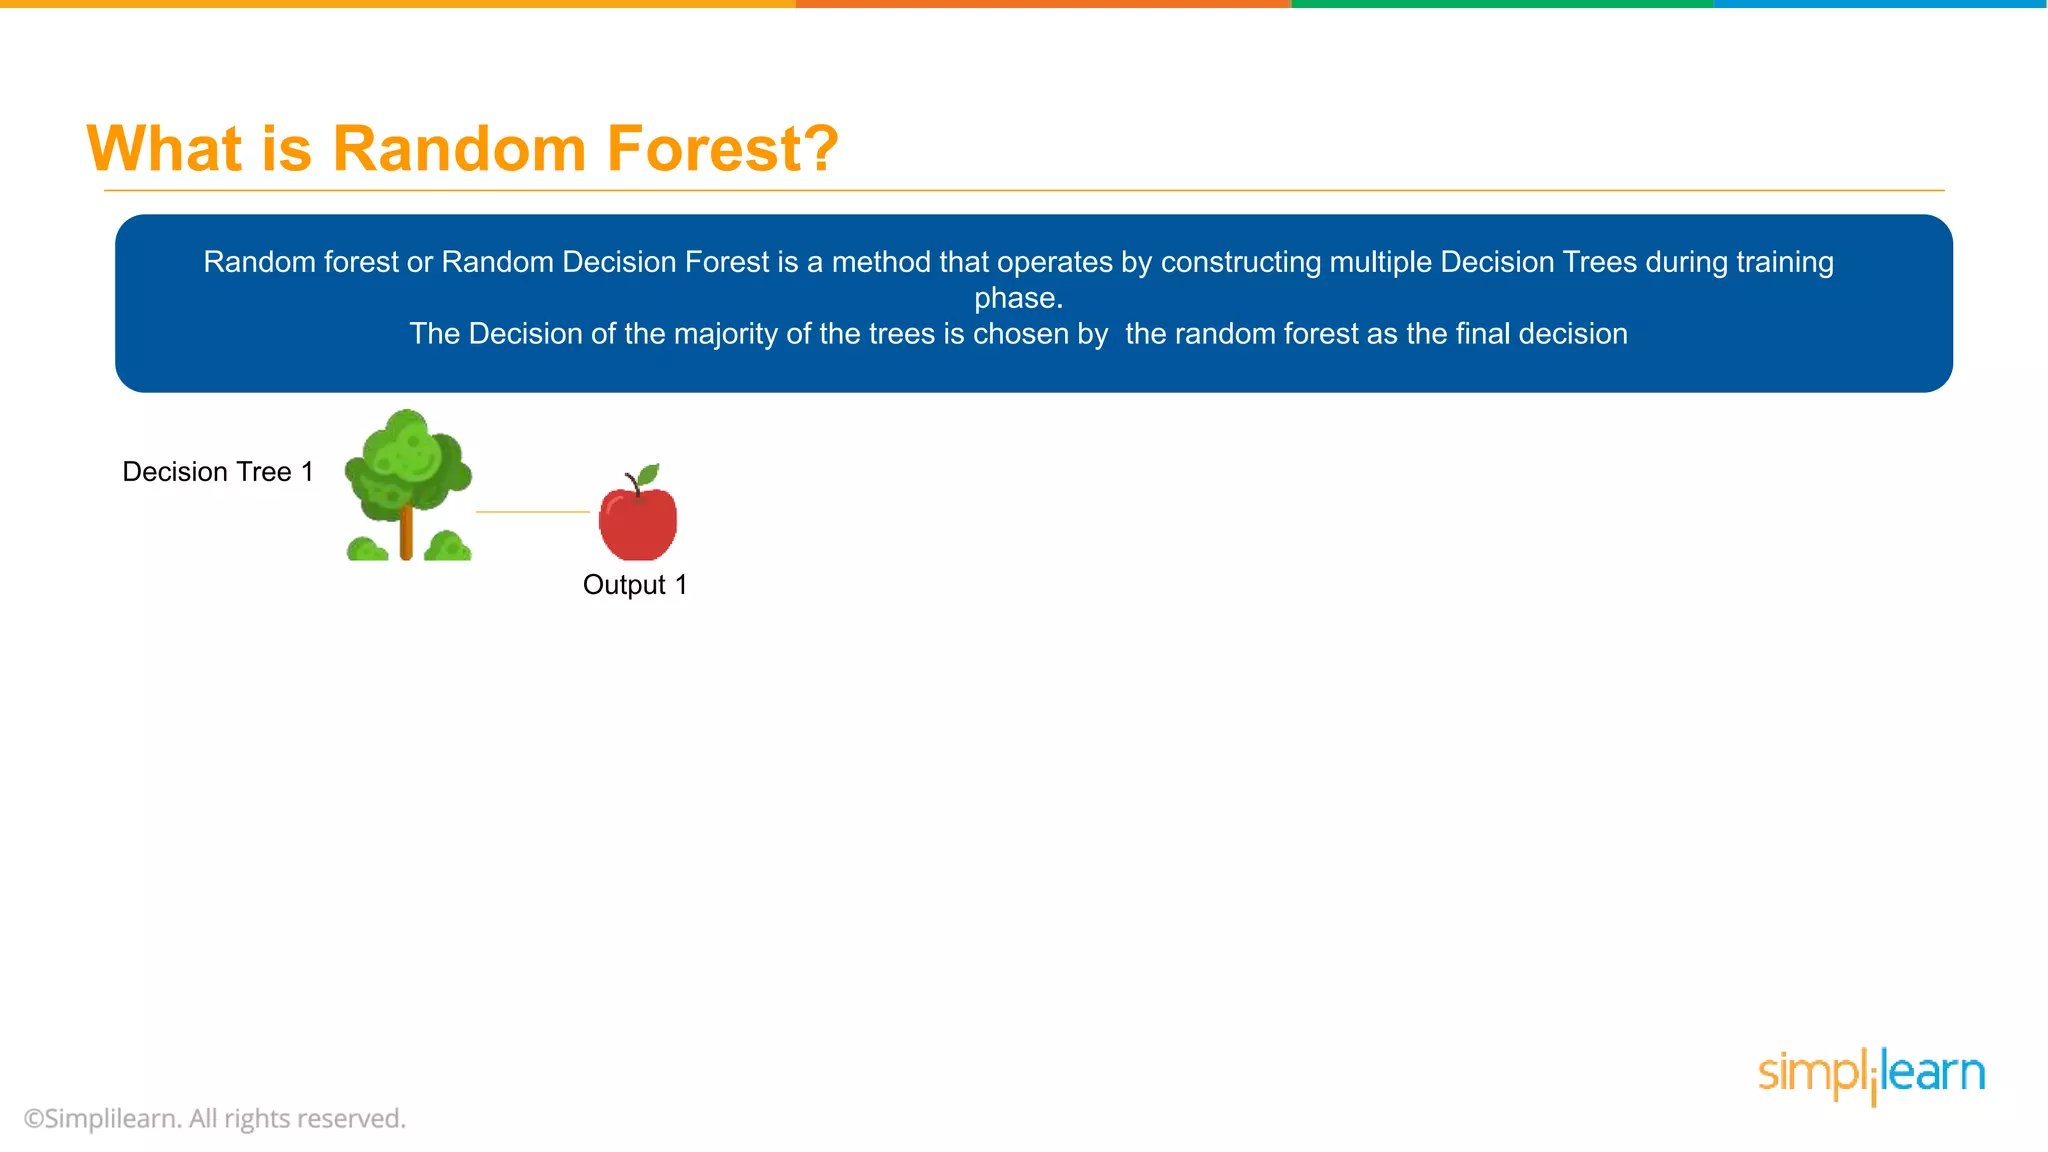 What is Random Forest?
Random forest or Random Decision Forest is a method that operates by constructing multiple Decision Trees during training
phase.
The Decision of the majority of the trees is chosen by  the random forest as the final decision
Decision Tree 1
Output 1
simplilearn
©Simplilearn. All rights reserved.